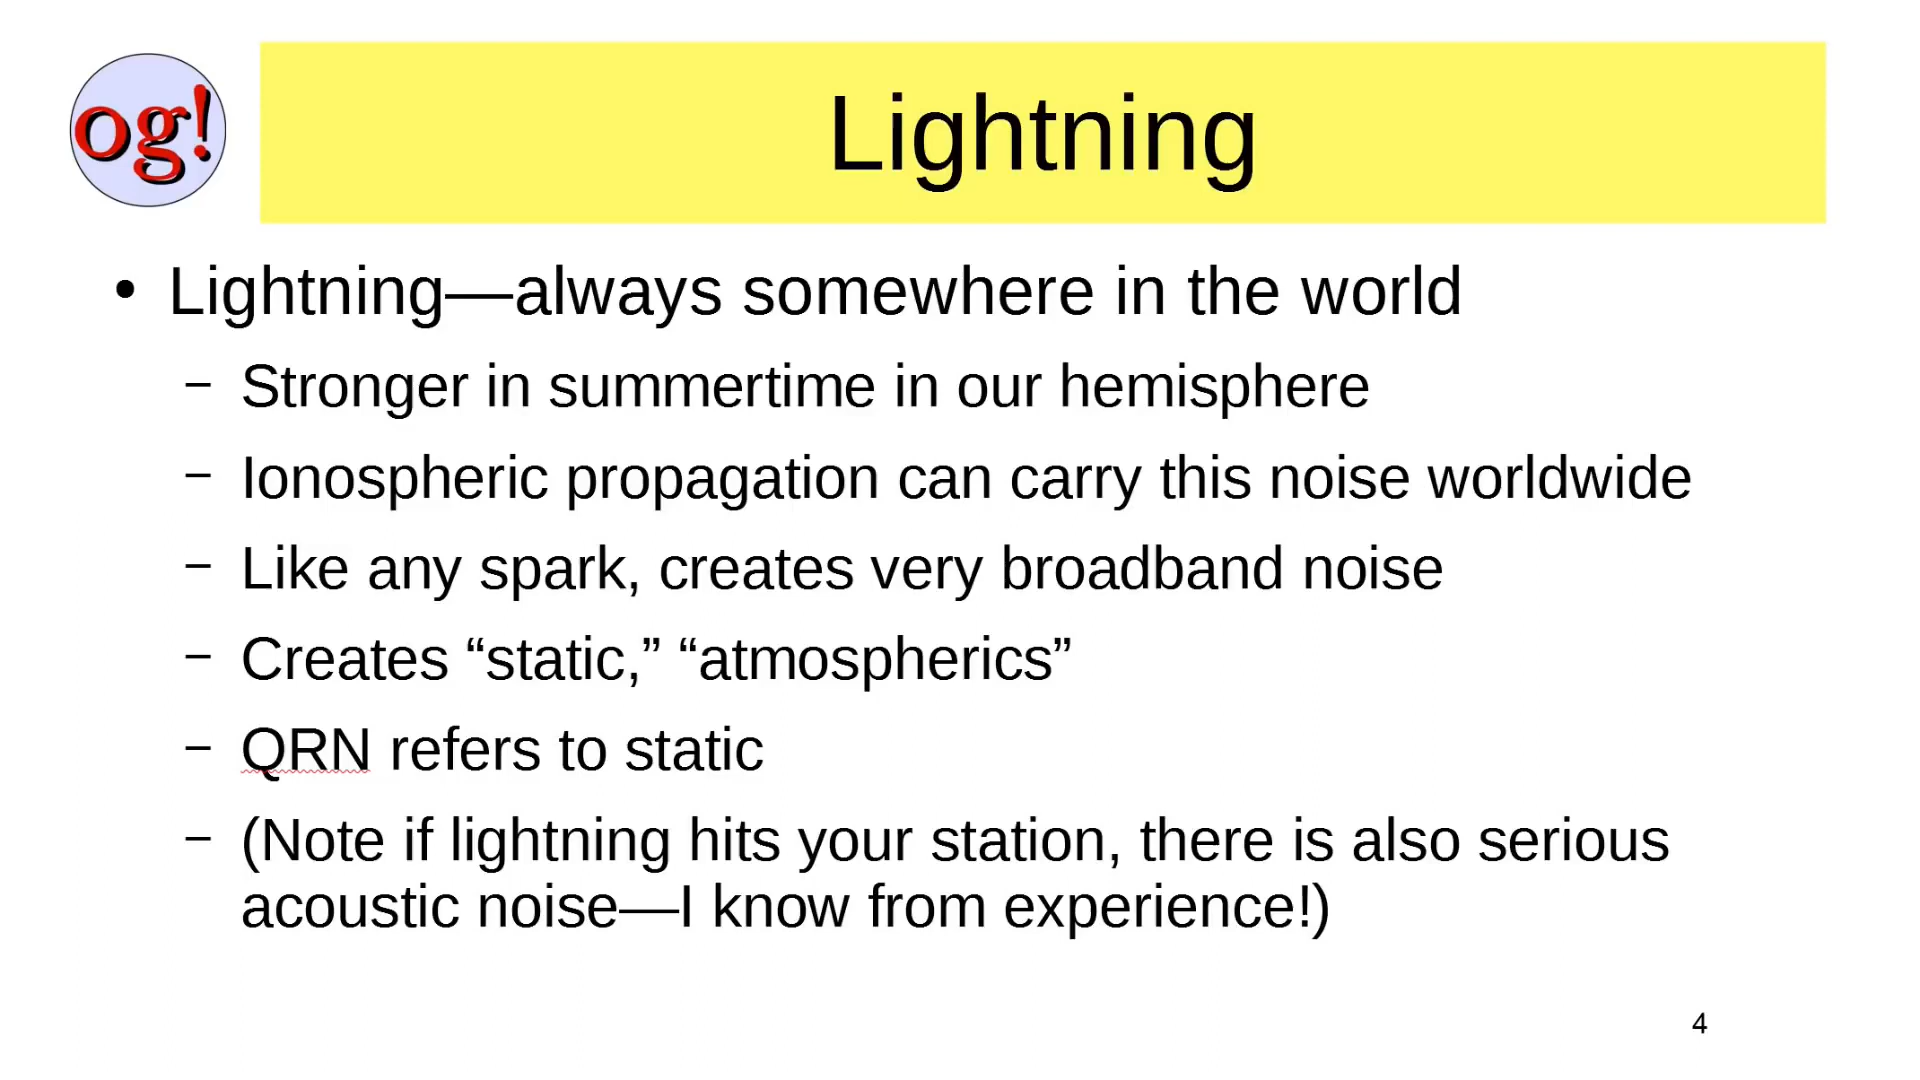 og!
Lightning
• Lightning—always somewhere in the world
– Stronger in summertime in our hemisphere
– Ionospheric propagation can carry this noise worldwide
– Like any spark, creates very broadband noise
– Creates “static,” “atmospherics”
– QRN refers to static
– (Note if lightning hits your station, there is also serious
acoustic noise—I know from experience!)
4